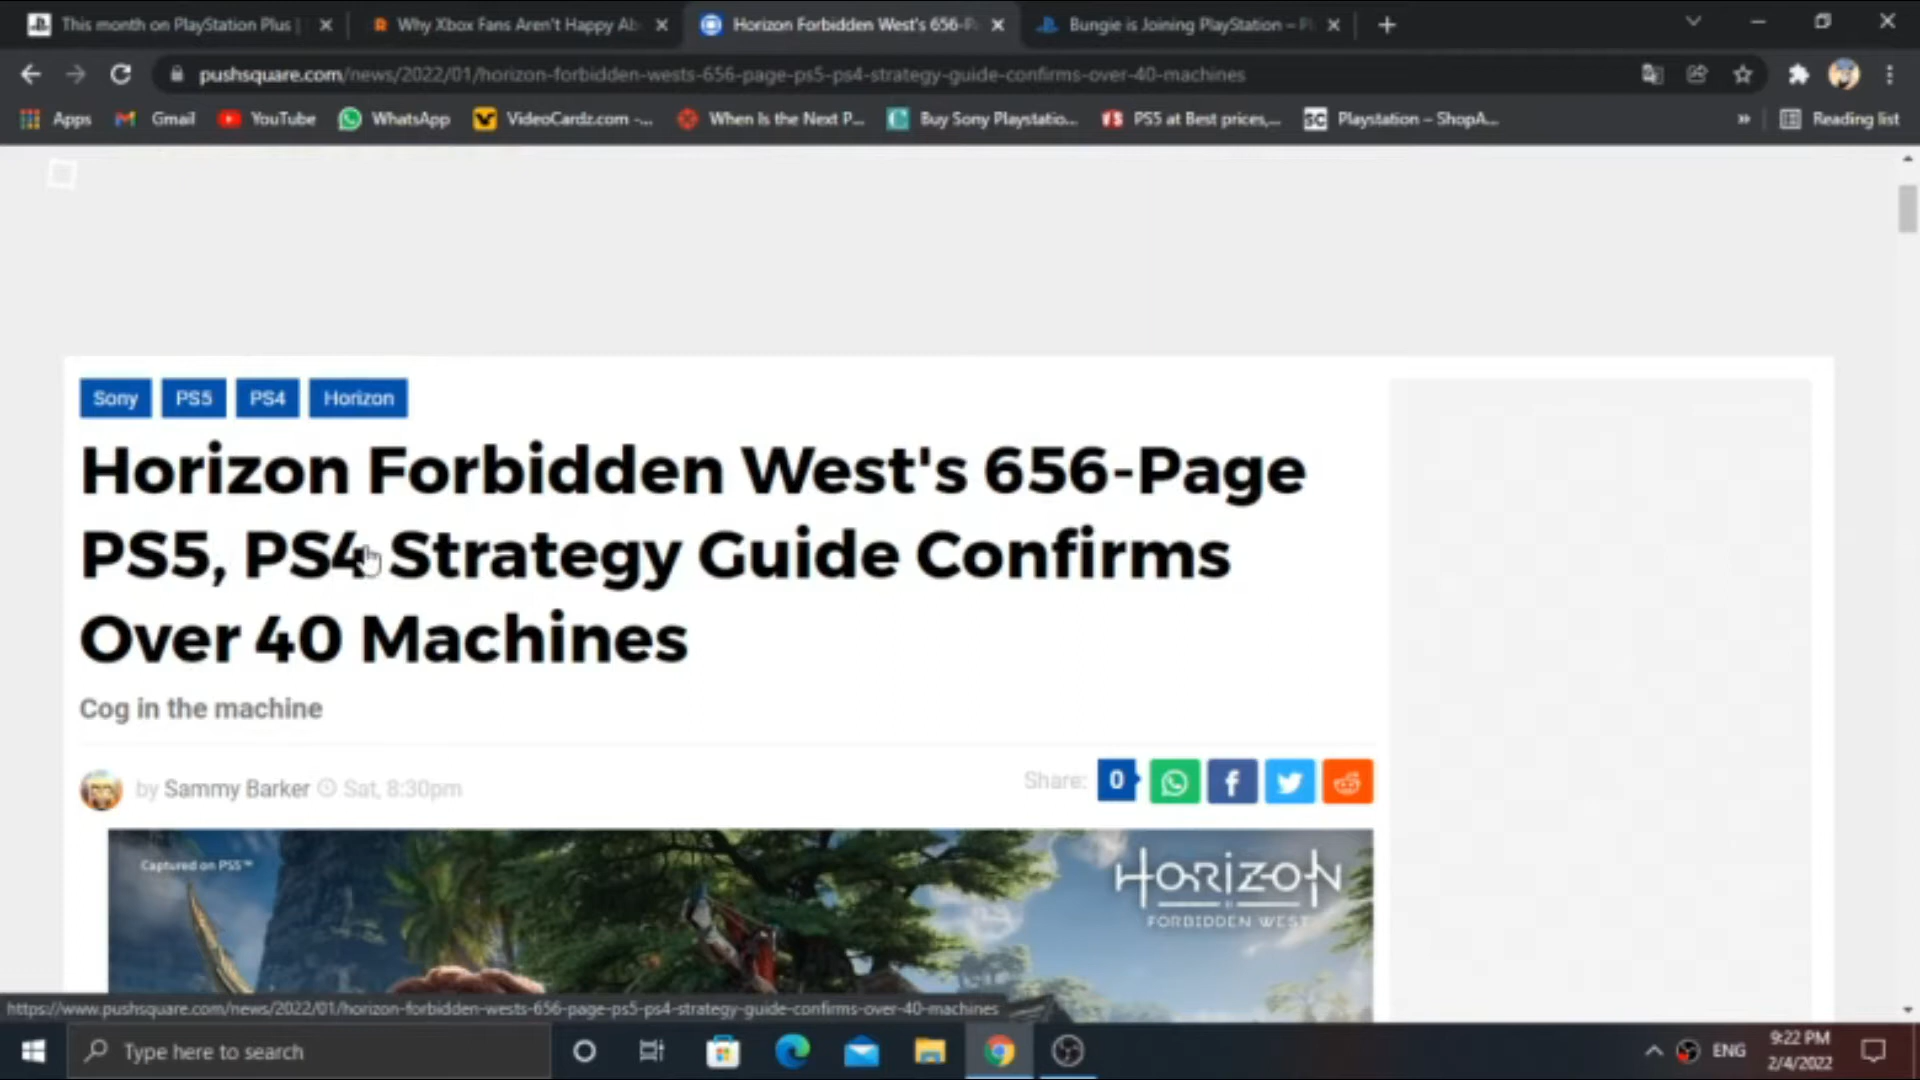 This month on PlayStation Plus |
Why Xbox Fans Aren't Happy Ab
Horizon Forbidden West's 656-P
Bungie is Joining PlayStation – Pl
pushsquare.com/news/2022/01/horizon-forbidden-wests-656-page-ps5-ps4-strategy-guide-confirms-over-40-machines
Apps
Gmail
YouTube
WhatsApp
VideoCardz.com -...
When Is the Next P...
Buy Sony Playstatio...
PS5 at Best prices,...
SC
Playstation – ShopA...
»
Reading list
Sony
PS5
PS4
Horizon
Horizon Forbidden West's 656-Page
PS5, PS4 Strategy Guide Confirms
Over 40 Machines
Cog in the machine
by Sammy Barker Sat, 8:30pm
Share: 0
Captured on PS5™
HORIZON
FORBIDDEN WEST
https://www.pushsquare.com/news/2022/01/horizon-forbidden-wests-656-page-ps5-ps4-strategy-guide-confirms-over-40-machines
Type here to search
ENG
9:22 PM
2/4/2022